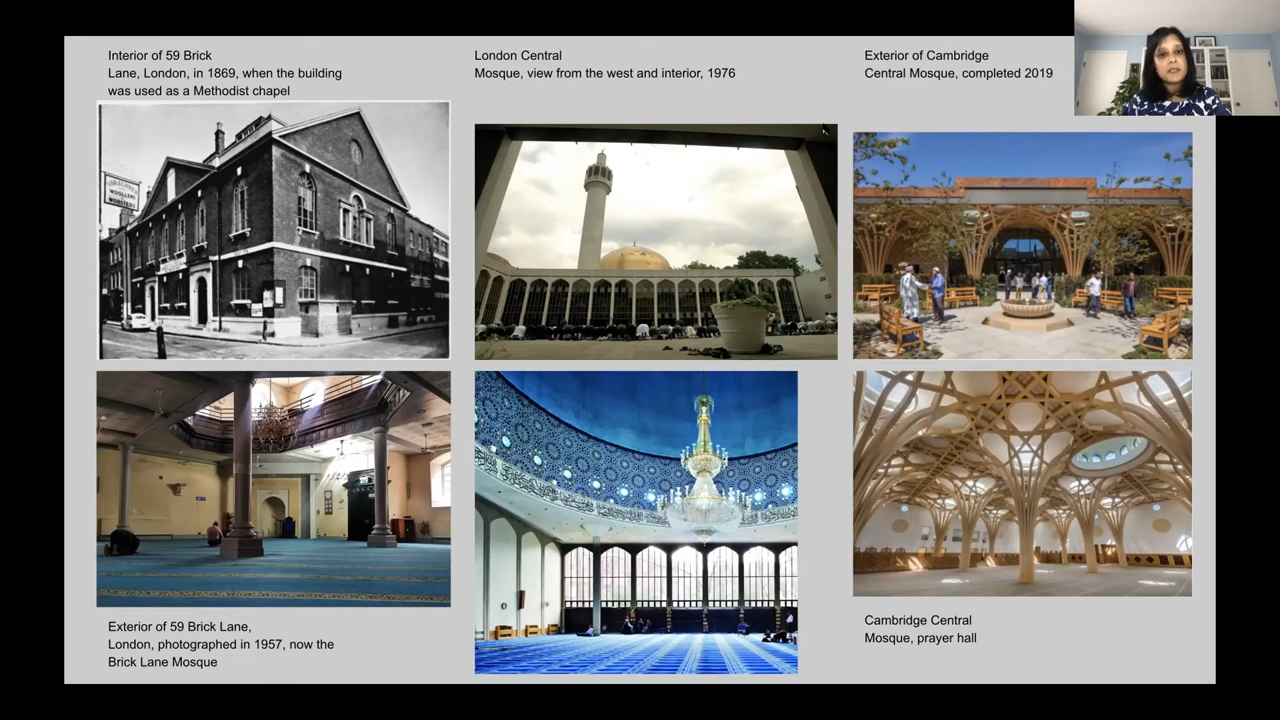 Interior of 59 Brick
Lane, London, in 1869, when the building
was used as a Methodist chapel
London Central
Mosque, view from the west and interior, 1976
Exterior of Cambridge
Central Mosque, completed 2019
WOOLLENS
Exterior of 59 Brick Lane,
London, photographed in 1957, now the
Brick Lane Mosque
Cambridge Central
Mosque, prayer hall